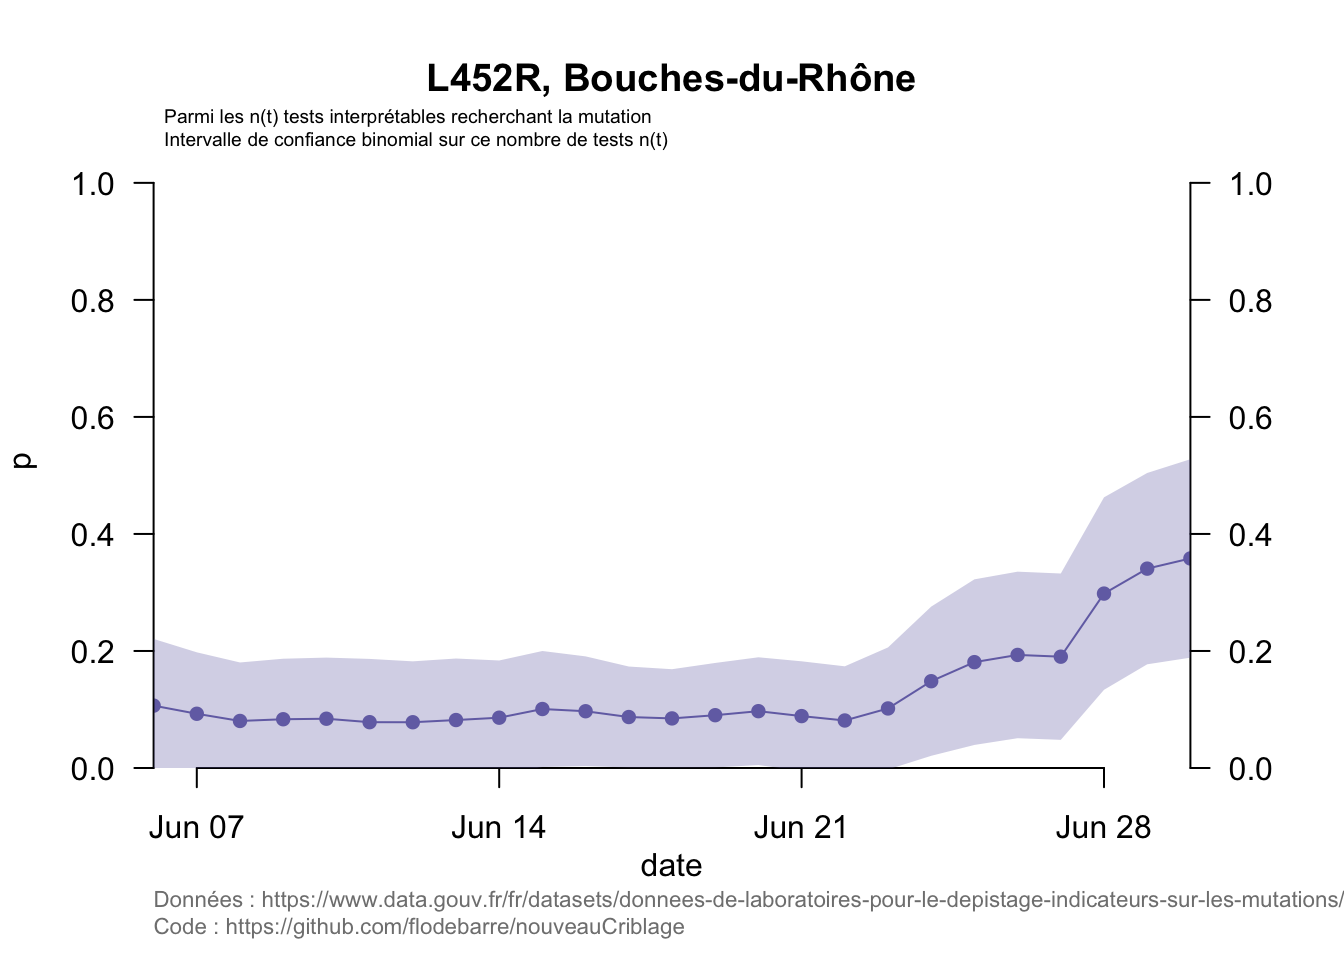 L452R, Bouches-du-Rhône
Parmi les n(t) tests interprétables recherchant la mutation
Intervalle de confiance binomial sur ce nombre de tests n(t)
1.0 1.0
0.8 0.8
0.6 0.6
p
0.4 0.4
0.2 0.2
0.0 0.0
Jun 07 Jun 14 Jun 21 Jun 28
date
Données : https://www.data.gouv.fr/fr/datasets/donnees-de-laboratoires-pour-le-depistage-indicateurs-sur-les-mutations/
Code : https://github.com/flodebarre/nouveauCriblage